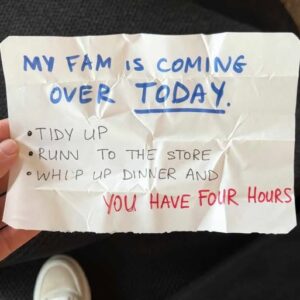 MY FAM IS COMING
OVER TODAY.
• TIDY UP
• RUN TO THE STORE
• WHIP UP DINNER AND
YOU HAVE FOUR HOURS